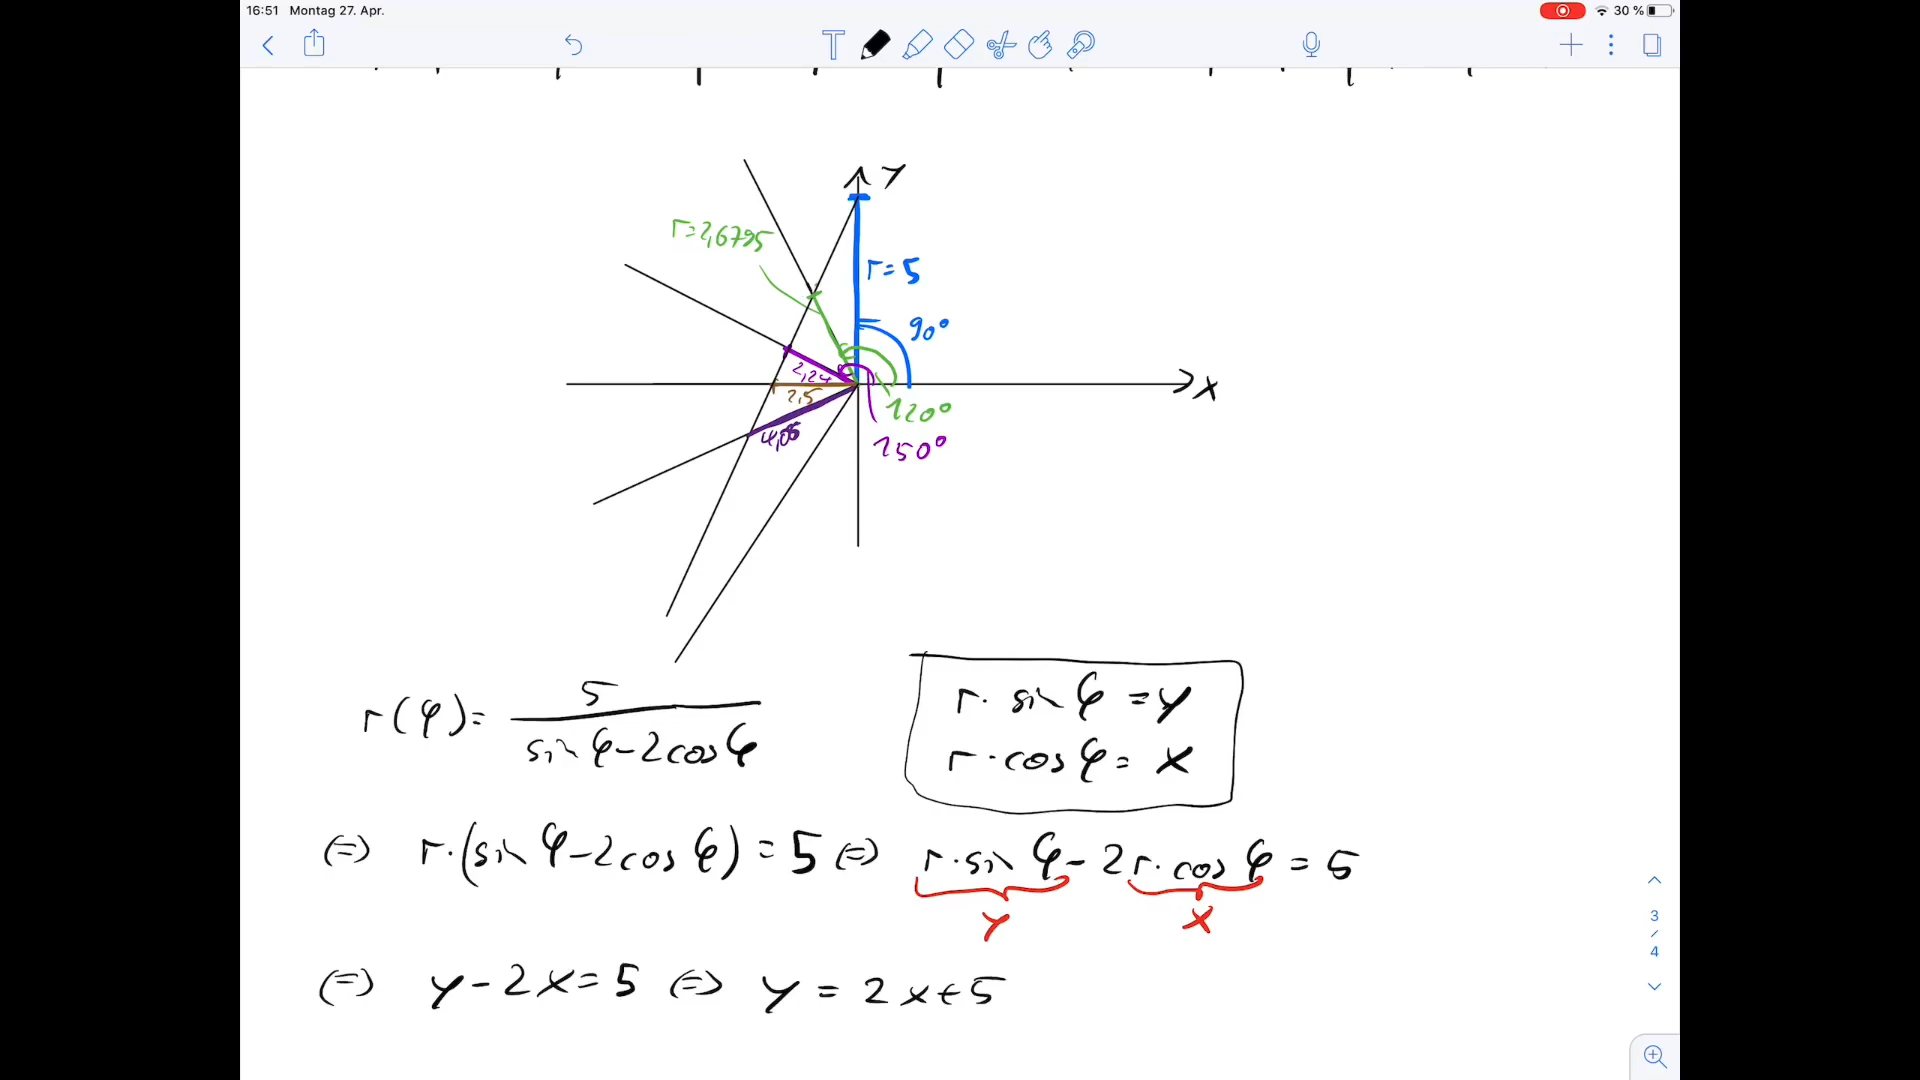 16:51 Montag 27. Apr. 30 %
T
y
r=2,6795
r=5
90°
2,24
x
2,5
120°
4,05
150°
r(φ)= 5 / (sin φ-2cos φ)
r· sin φ = y
r·cos φ = x
(=) r·(sin φ-2cos φ) = 5 (=) r·sin φ - 2 r·cos φ = 5
y x
3
/
4
(=) y-2x=5 (=) y = 2x+5